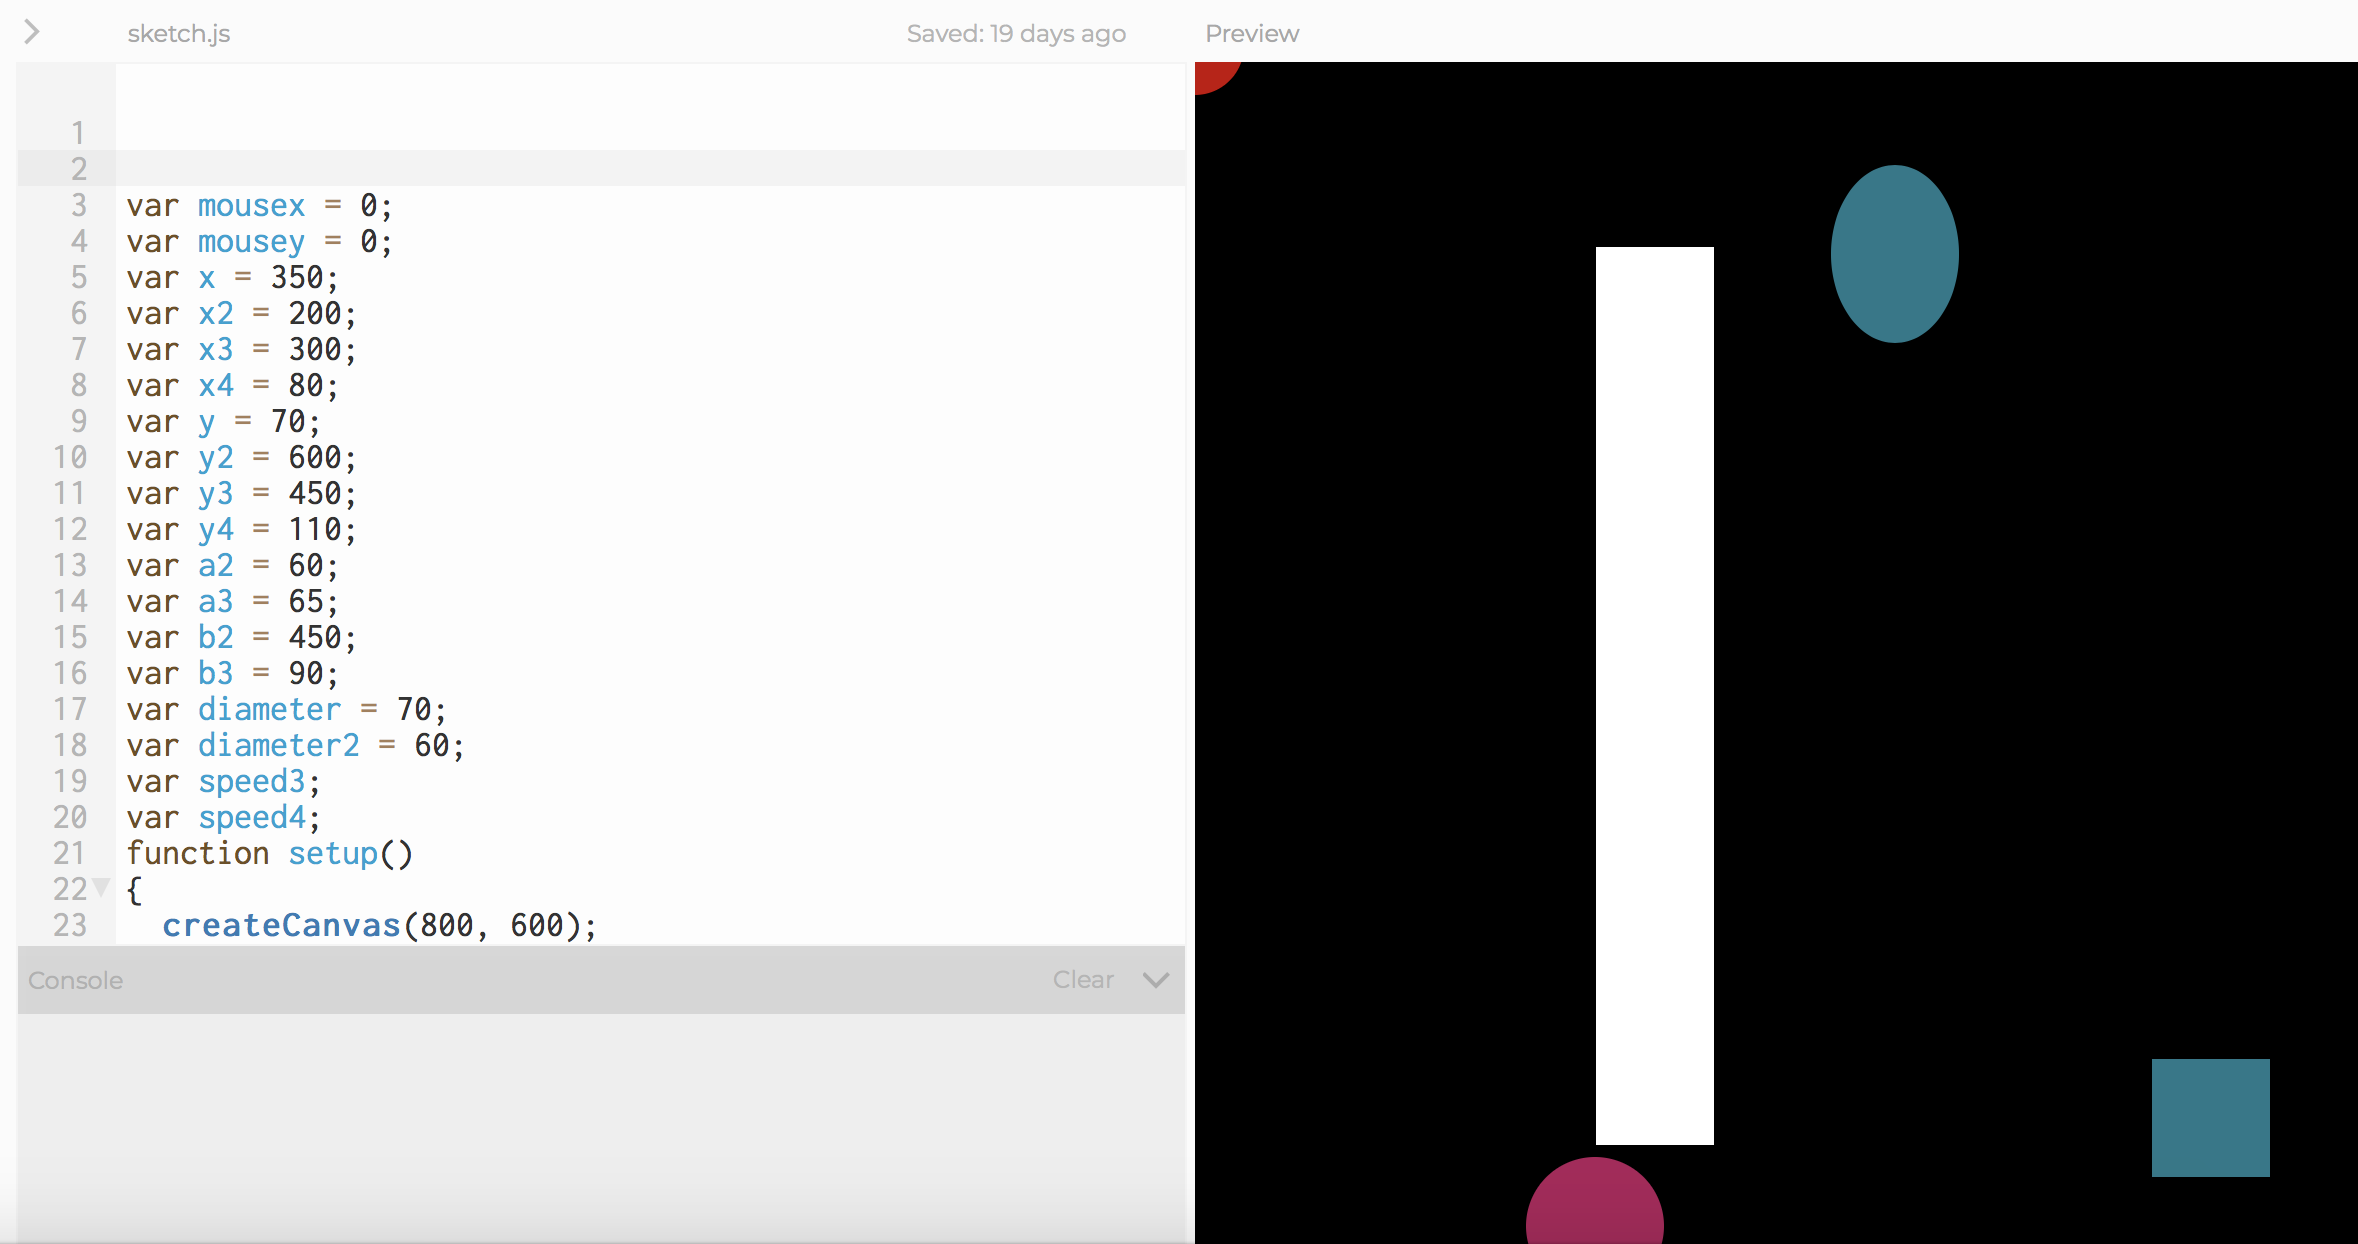 sketch.js Saved: 19 days ago Preview
1
2
3 var mousex = 0;
4 var mousey = 0;
5 var x = 350;
6 var x2 = 200;
7 var x3 = 300;
8 var x4 = 80;
9 var y = 70;
10 var y2 = 600;
11 var y3 = 450;
12 var y4 = 110;
13 var a2 = 60;
14 var a3 = 65;
15 var b2 = 450;
16 var b3 = 90;
17 var diameter = 70;
18 var diameter2 = 60;
19 var speed3;
20 var speed4;
21 function setup()
22 {
23 createCanvas(800, 600);
Console Clear